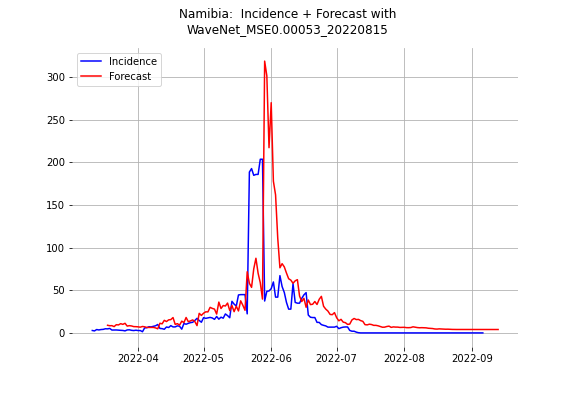 Namibia:  Incidence + Forecast with
WaveNet_MSE0.00053_20220815
Incidence
Forecast
300
250
200
150
100
50
0
2022-04 2022-05 2022-06 2022-07 2022-08 2022-09